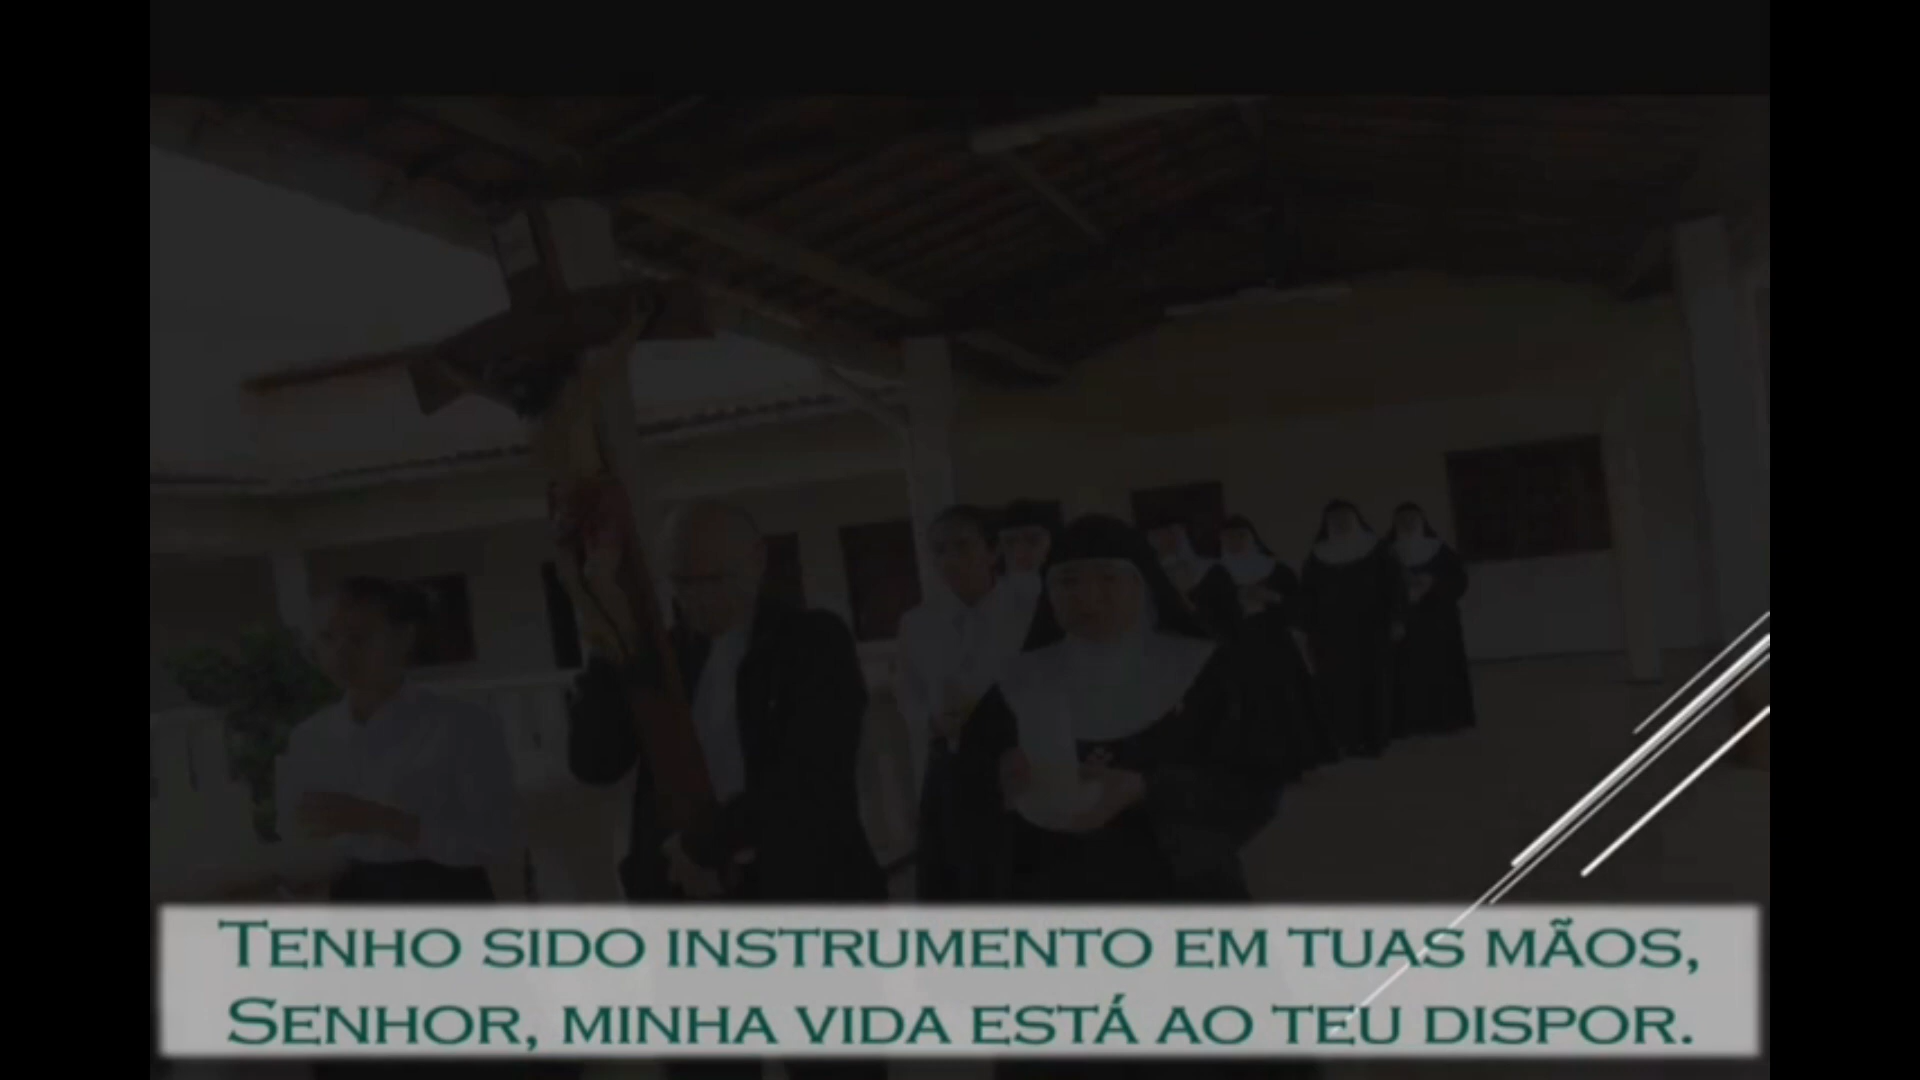 Tenho sido instrumento em tuas mãos,
Senhor, minha vida está ao teu dispor.